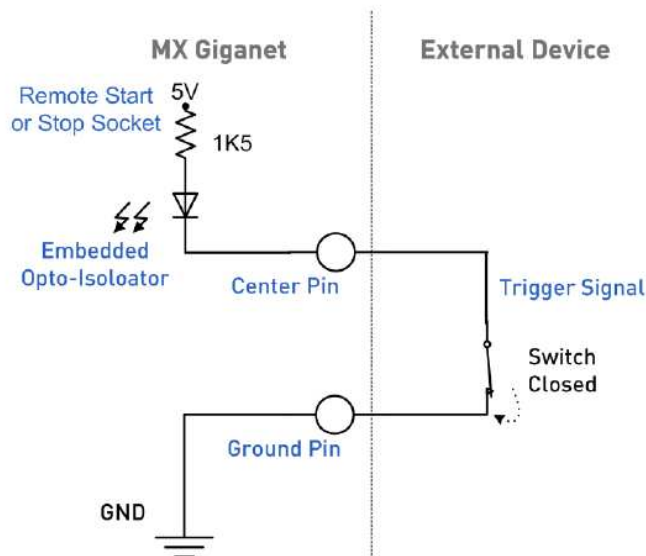 MX Giganet
External Device
Remote Start
or Stop Socket
5V
1K5
Embedded
Opto-Isoloator
Center Pin
Trigger Signal
Switch
Closed
Ground Pin
GND